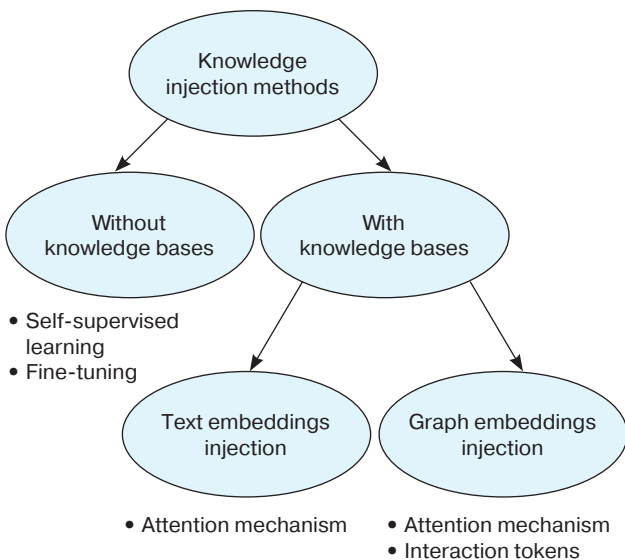 Knowledge
injection methods
Without
knowledge bases
With
knowledge bases
• Self-supervised
learning
• Fine-tuning
Text embeddings
injection
Graph embeddings
injection
• Attention mechanism
• Attention mechanism
• Interaction tokens